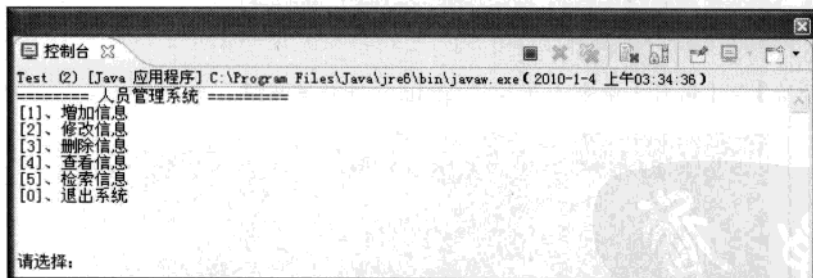 控制台
Test (2) [Java 应用程序] C:\Program Files\Java\jre6\bin\javaw.exe(2010-1-4 上午03:34:36)
======== 人员管理系统 =========
[1]、增加信息
[2]、修改信息
[3]、删除信息
[4]、查看信息
[5]、检索信息
[0]、退出系统
请选择: